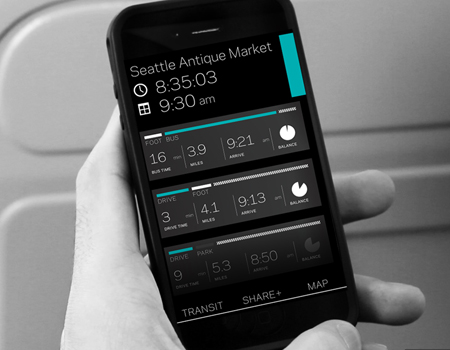 Seattle Antique Market
8:35:03
9:30 am
FOOT BUS
16 min 3.9 9:21 am
BUS TIME MILES ARRIVE BALANCE
DRIVE FOOT
3 min 4.1 9:13 am
DRIVE TIME MILES ARRIVE BALANCE
DRIVE PARK
9 min 5.3 8:50 am
DRIVE TIME MILES ARRIVE BALANCE
TRANSIT SHARE+ MAP